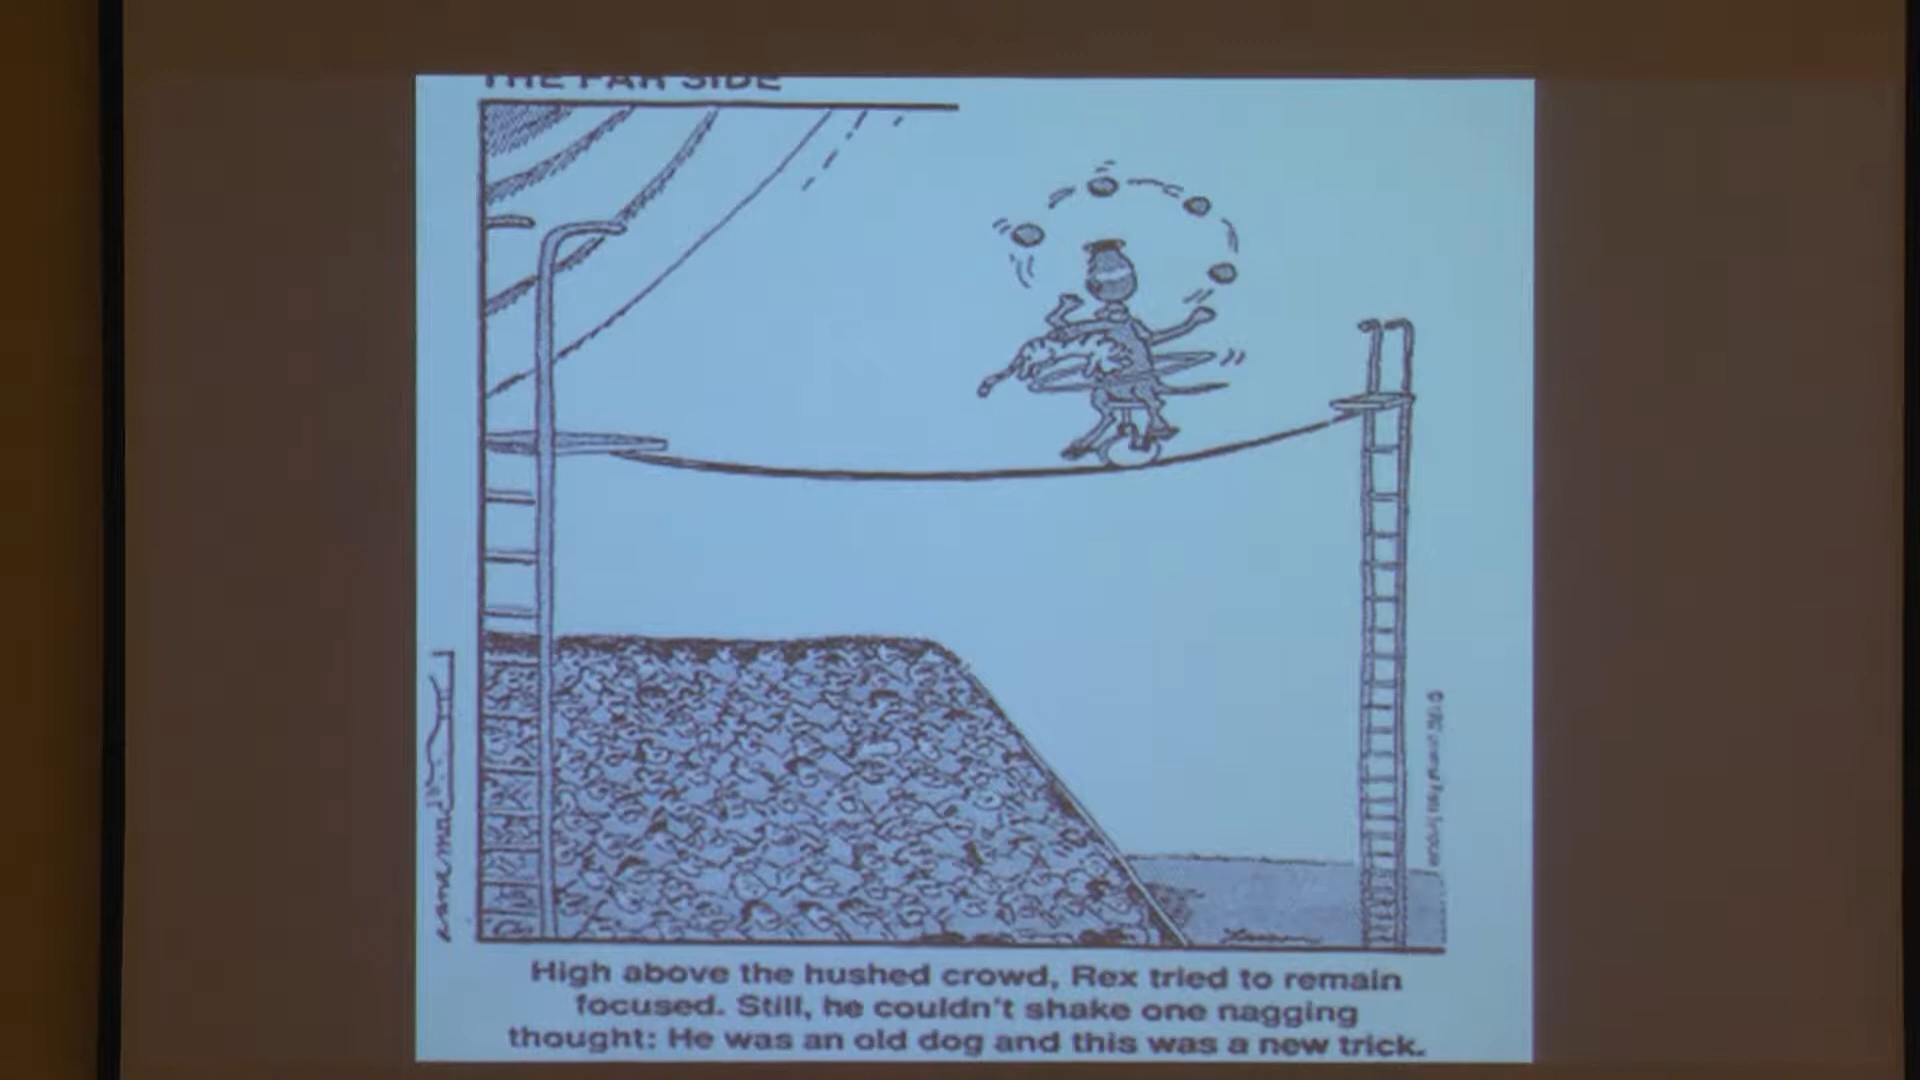 THE FAR SIDE
High above the hushed crowd, Rex tried to remain
focused. Still, he couldn't shake one nagging
thought: He was an old dog and this was a new trick.